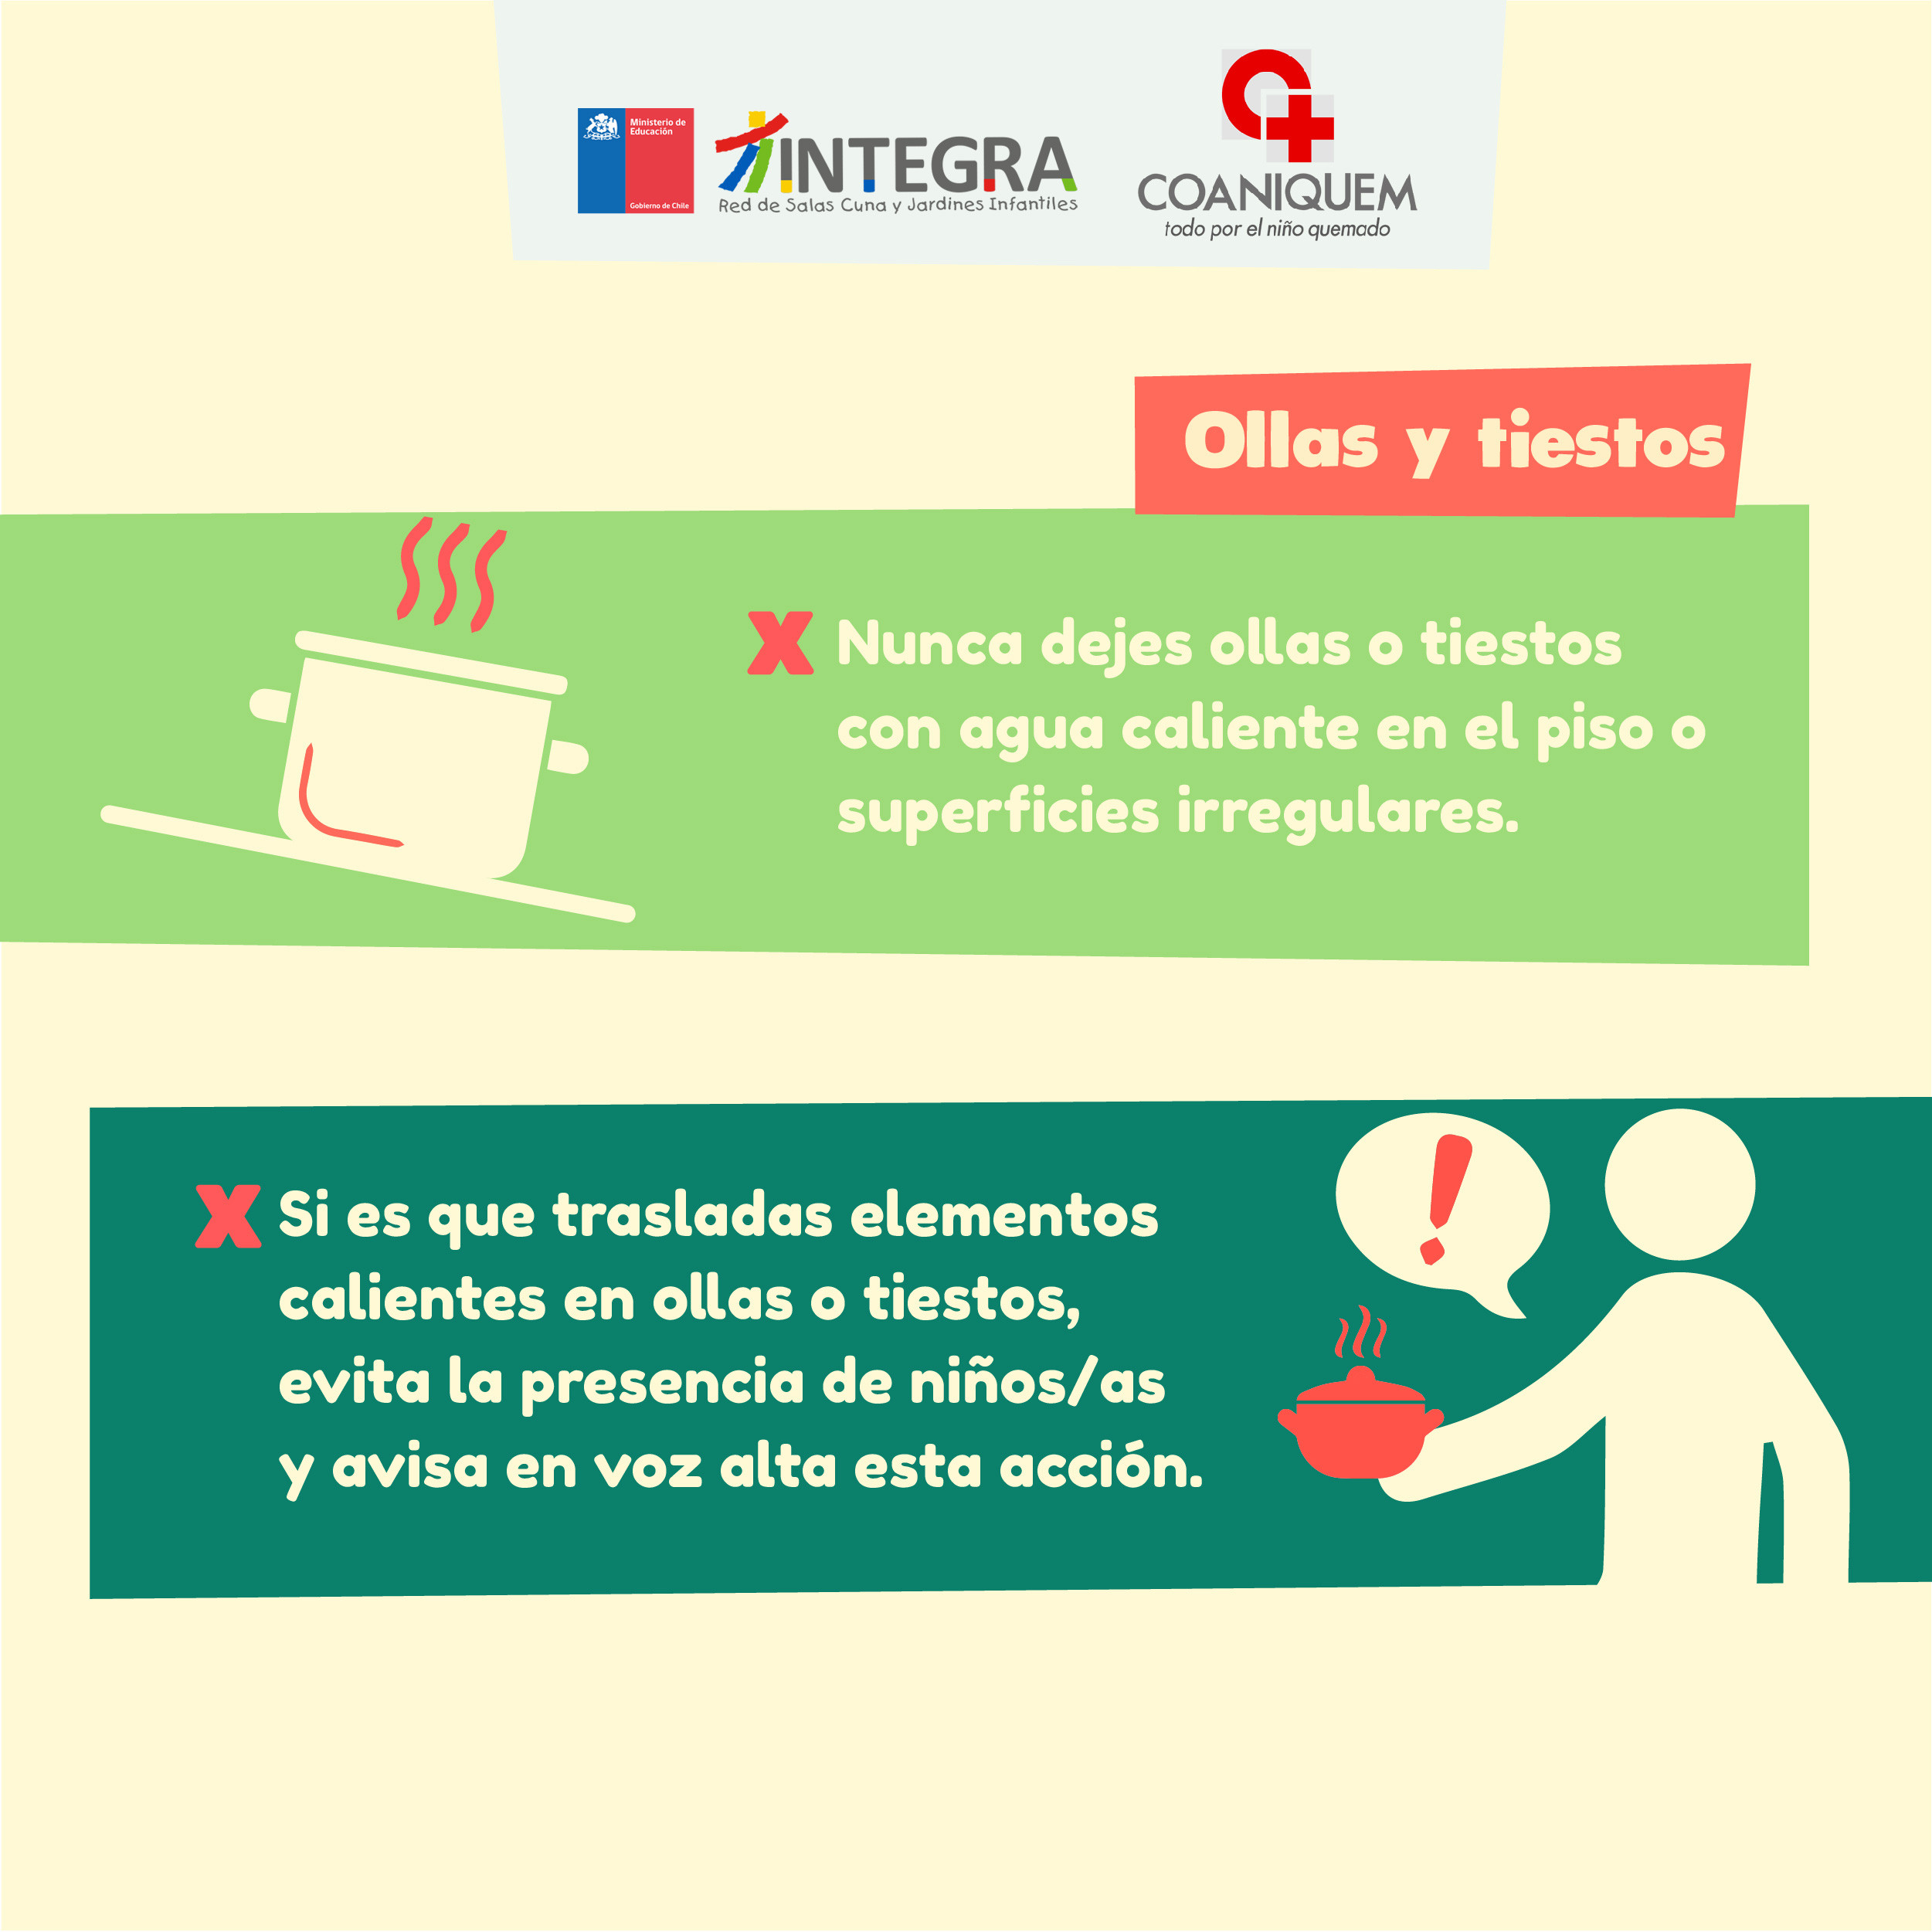 Ministerio de
Educación
Gobierno de Chile
INTEGRA
Red de Salas Cuna y Jardines Infantiles
COANIQUEM
todo por el niño quemado
Ollas y tiestos
X Nunca dejes ollas o tiestos
con agua caliente en el piso o
superficies irregulares.
X Si es que trasladas elementos
calientes en ollas o tiestos,
evita la presencia de niños/as
y avisa en voz alta esta acción.
!